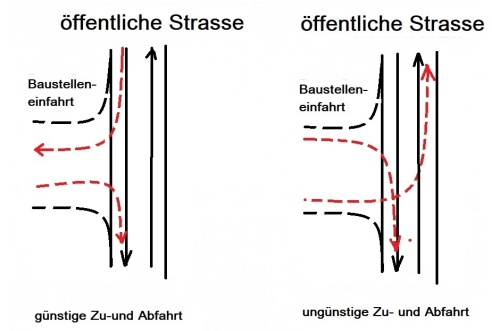 öffentliche Strasse
Baustellen-
einfahrt
günstige Zu-und Abfahrt
öffentliche Strasse
Baustellen-
einfahrt
ungünstige Zu- und Abfahrt